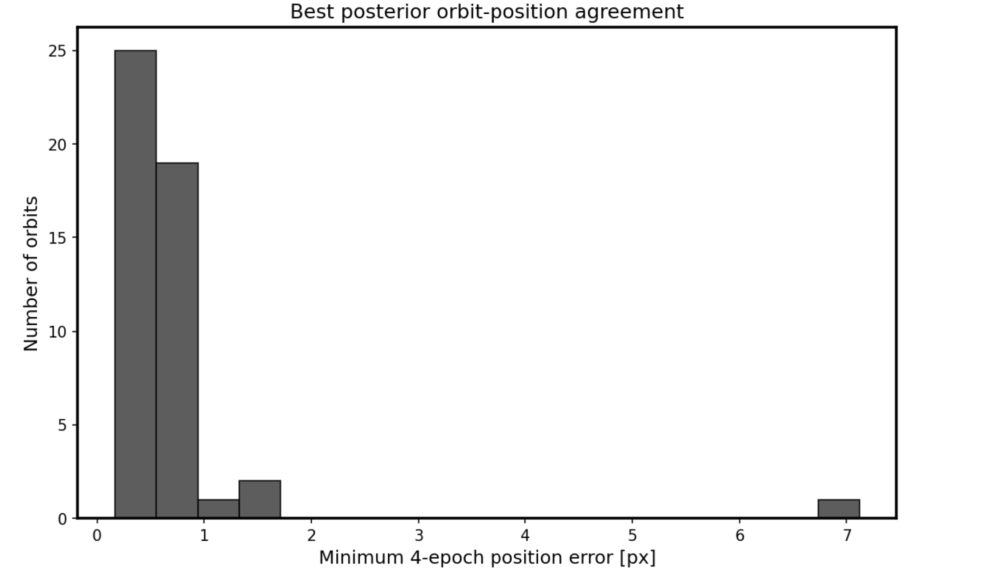 Best posterior orbit-position agreement
25
20
15
10
5
0
Number of orbits
0 1 2 3 4 5 6 7
Minimum 4-epoch position error [px]